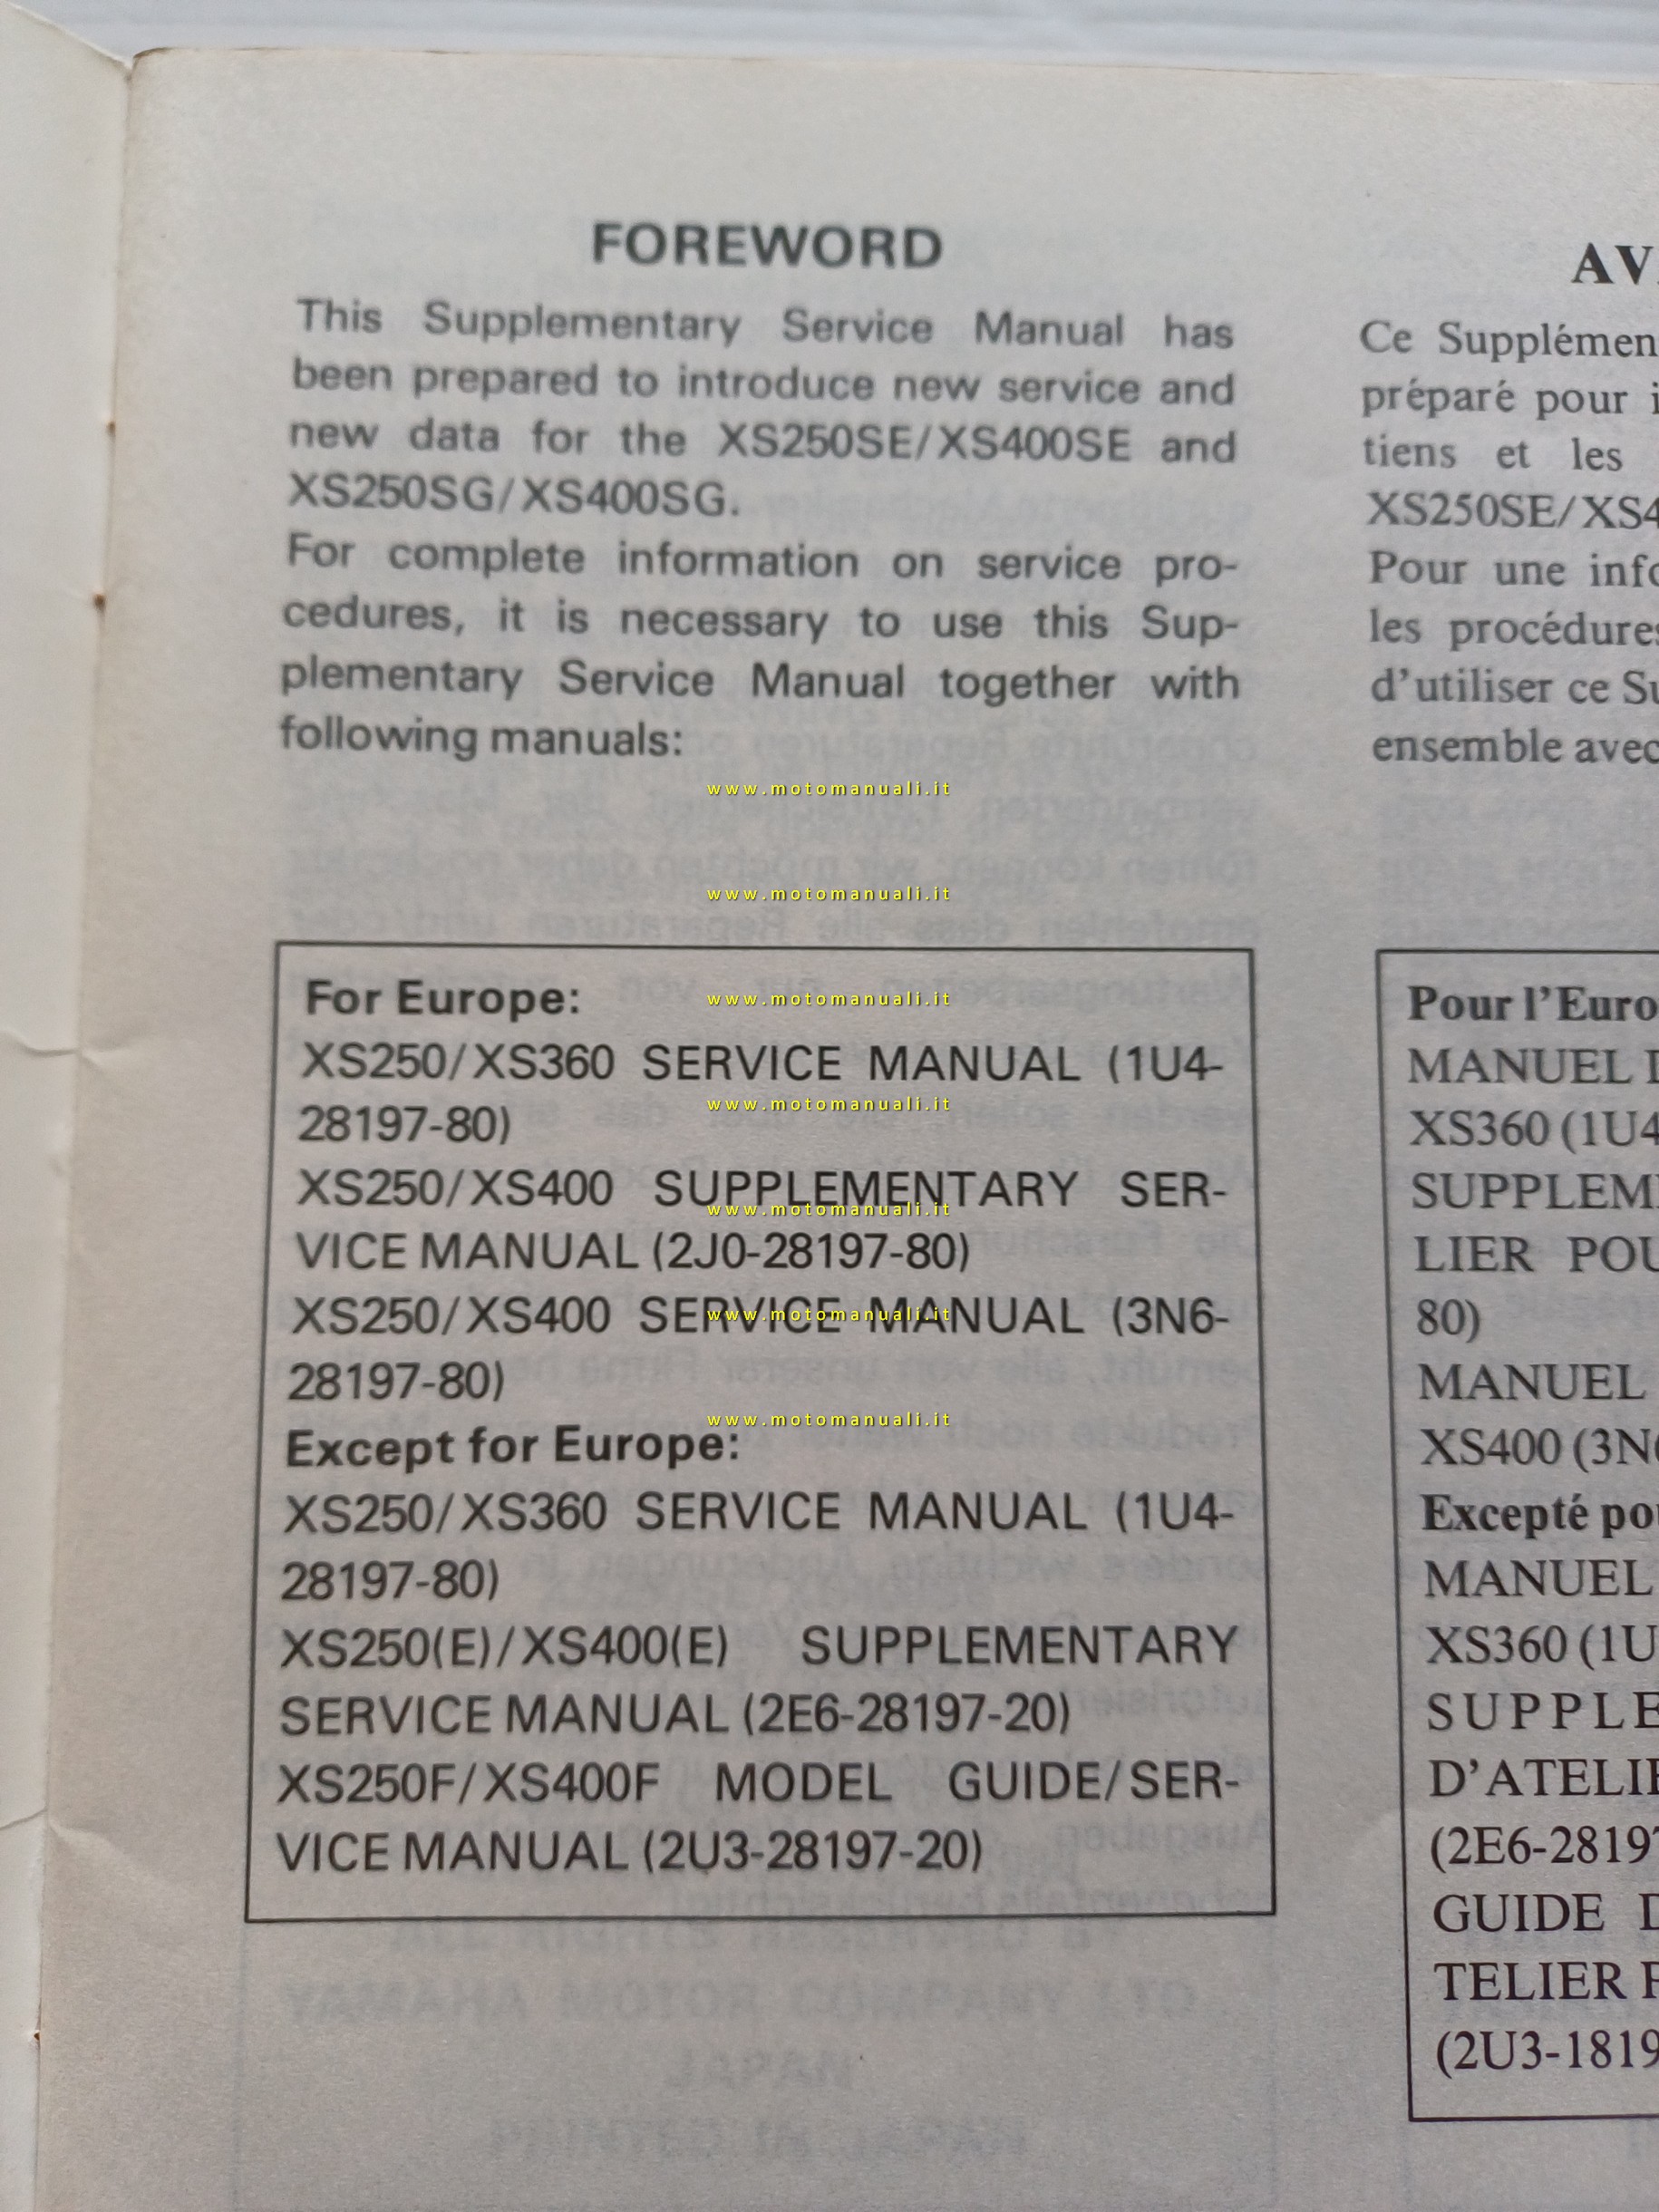 FOREWORD
This Supplementary Service Manual has
been prepared to introduce new service and
new data for the XS250SE/XS400SE and
XS250SG/XS400SG.
For complete information on service pro-
cedures, it is necessary to use this Sup-
plementary Service Manual together with
following manuals:
www.motomanuali.it
www.motomanuali.it
For Europe:
www.motomanuali.it
XS250/XS360 SERVICE MANUAL (1U4-
www.motomanuali.it
28197-80)
XS250/XS400 SUPPLEMENTARY SER-
www.motomanuali.it
VICE MANUAL (2J0-28197-80)
XS250/XS400 SERVICE MANUAL (3N6-
www.motomanuali.it
28197-80)
www.motomanuali.it
Except for Europe:
XS250/XS360 SERVICE MANUAL (1U4-
28197-80)
XS250(E)/XS400(E) SUPPLEMENTARY
SERVICE MANUAL (2E6-28197-20)
XS250F/XS400F MODEL GUIDE/SER-
VICE MANUAL (2U3-28197-20)
AV
Ce Supplémen
préparé pour i
tiens et les
XS250SE/XS4
Pour une info
les procédures
d'utiliser ce Su
ensemble avec
Pour l'Euro
MANUEL D
XS360 (1U4
SUPPLEM
LIER POU
80)
MANUEL
XS400 (3N6
Excepté pou
MANUEL
XS360 (1U
SUPPLE
D'ATELIE
(2E6-28197
GUIDE D
TELIER P
(2U3-1819